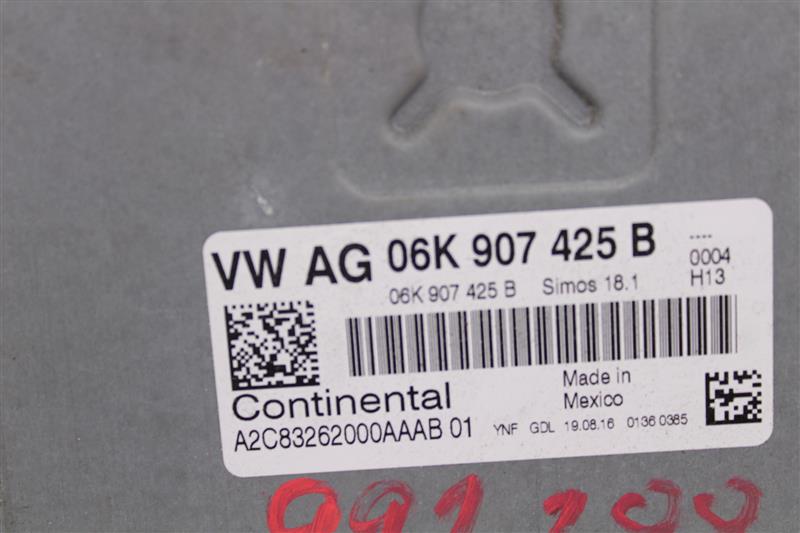 VW AG 06K 907 425 B
----
0004
06K 907 425 B Simos 18.1 H13
Continental
Made in
Mexico
A2C83262000AAAB 01 YNF GDL 19.08.16 0136 0385